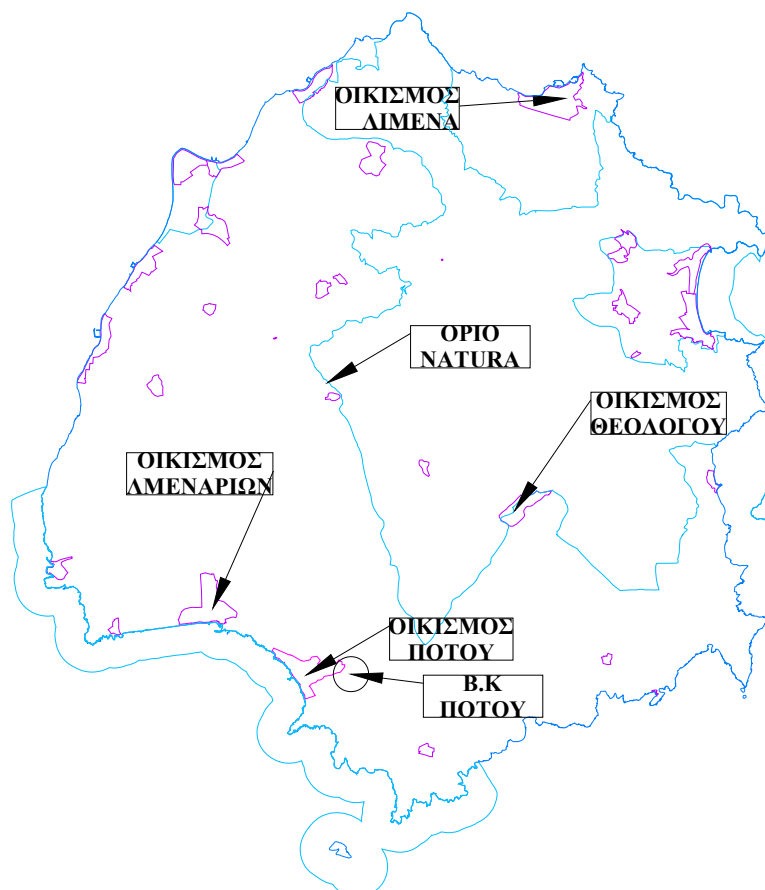 ΟΙΚΙΣΜΟΣ
ΛΙΜΕΝΑ
ΟΡΙΟ
NATURA
ΟΙΚΙΣΜΟΣ
ΘΕΟΛΟΓΟΥ
ΟΙΚΙΣΜΟΣ
ΛΜΕΝΑΡΙΩΝ
ΟΙΚΙΣΜΟΣ
ΠΟΤΟΥ
Β.Κ
ΠΟΤΟΥ